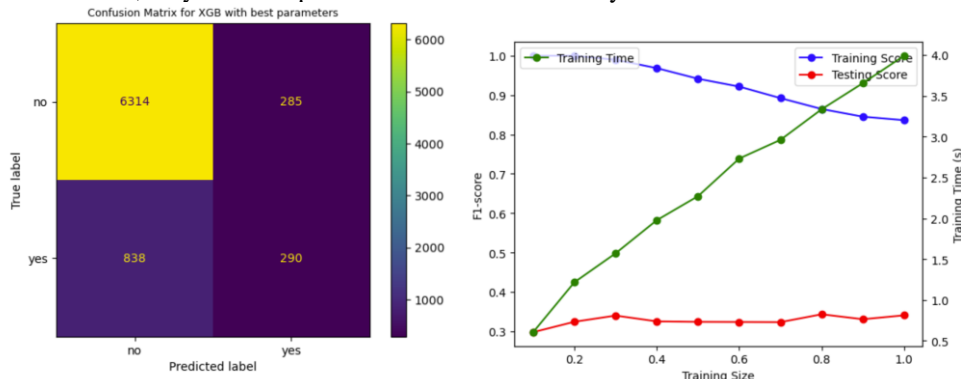 Confusion Matrix for XGB with best parameters
True label
no
yes
6314
285
838
290
no
yes
Predicted label
6000
5000
4000
3000
2000
1000
Training Time
Training Score
Testing Score
F1-score
1.0
0.9
0.8
0.7
0.6
0.5
0.4
0.3
0.2
0.4
0.6
0.8
1.0
Training Size
4.0
3.5
3.0
2.5
2.0
1.5
1.0
0.5
Training Time (s)